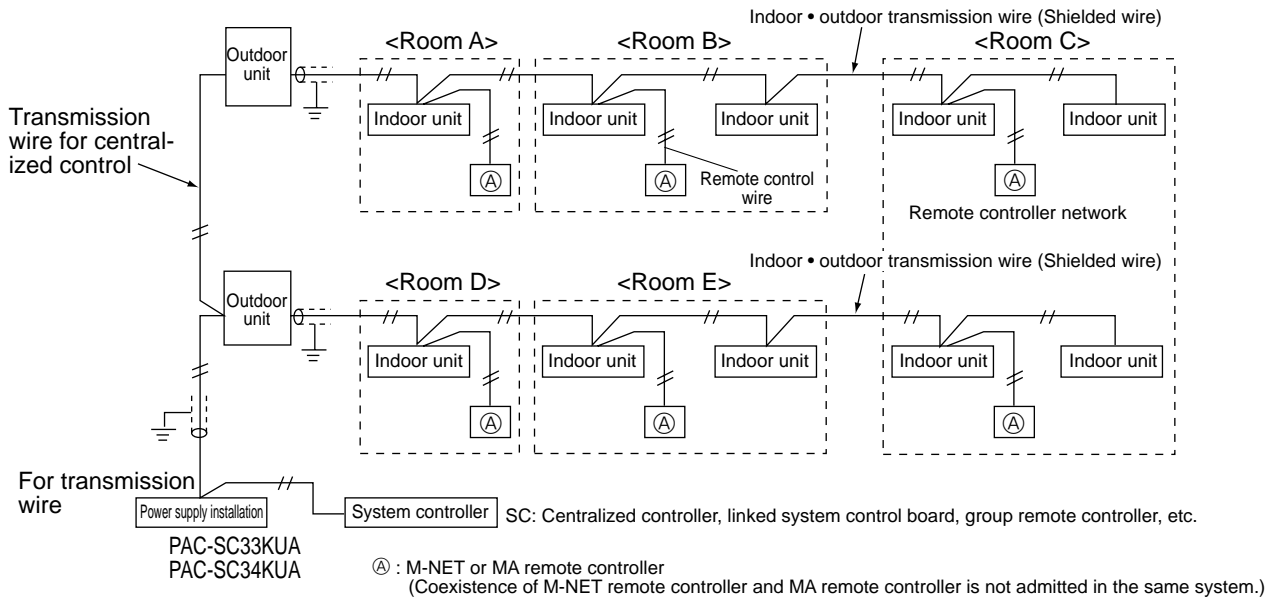 Indoor • outdoor transmission wire (Shielded wire)
<Room A>
<Room B>
<Room C>
Outdoor
unit
Indoor unit
Indoor unit
Indoor unit
Indoor unit
Indoor unit
Transmission
wire for central-
ized control
Ⓐ
Ⓐ
Remote control
wire
Ⓐ
Remote controller network
Indoor • outdoor transmission wire (Shielded wire)
<Room D>
<Room E>
Outdoor
unit
Indoor unit
Indoor unit
Indoor unit
Indoor unit
Indoor unit
Ⓐ
Ⓐ
Ⓐ
For transmission
wire
Power supply installation
System controller
SC: Centralized controller, linked system control board, group remote controller, etc.
PAC-SC33KUA
PAC-SC34KUA
Ⓐ : M-NET or MA remote controller
(Coexistence of M-NET remote controller and MA remote controller is not admitted in the same system.)